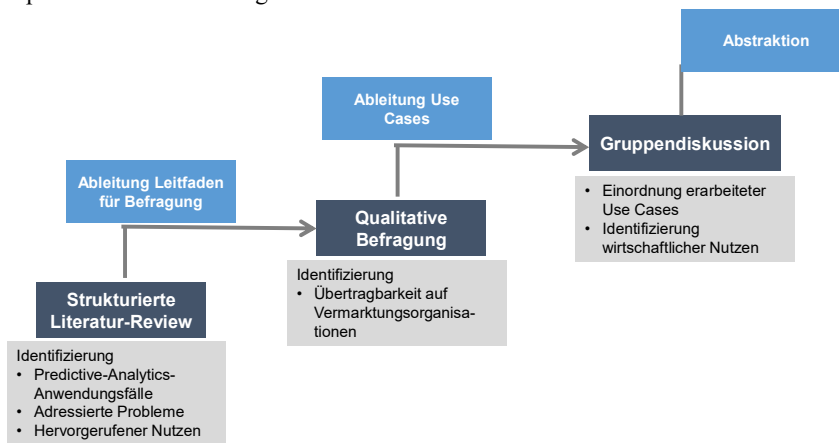 Abstraktion
Ableitung Use
Cases
Gruppendiskussion
• Einordnung erarbeiteter
Use Cases
• Identifizierung
wirtschaftlicher Nutzen
Ableitung Leitfaden
für Befragung
Qualitative
Befragung
Identifizierung
• Übertragbarkeit auf
Vermarktungsorganisa-
tionen
Strukturierte
Literatur-Review
Identifizierung
• Predictive-Analytics-
Anwendungsfälle
• Adressierte Probleme
• Hervorgerufener Nutzen